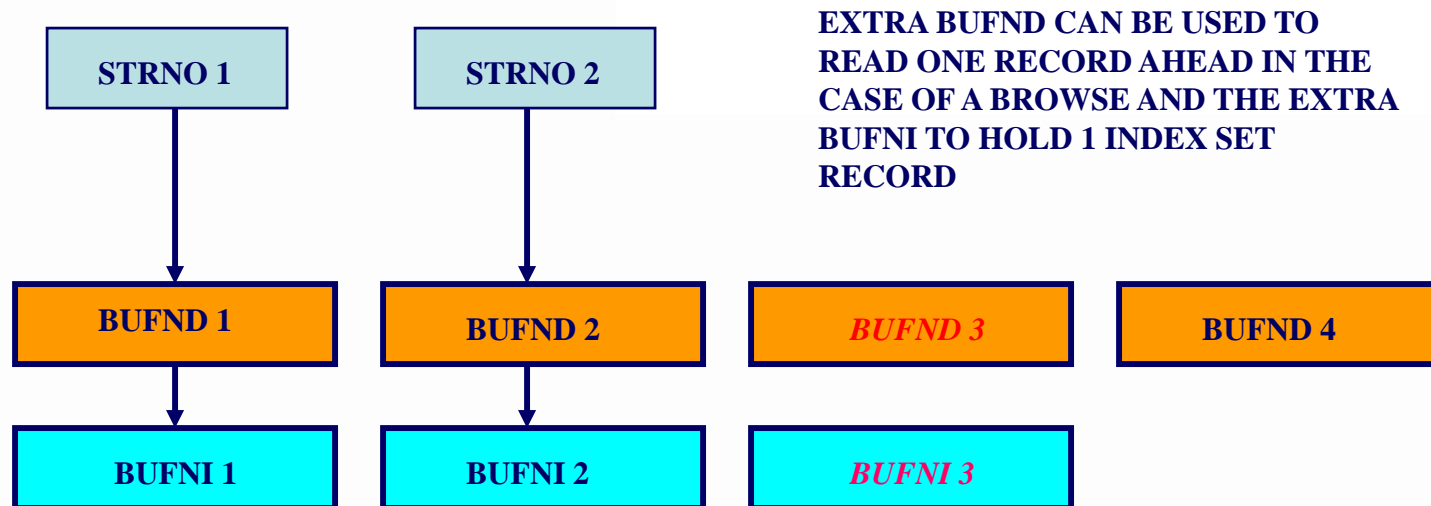 EXTRA BUFND CAN BE USED TO
READ ONE RECORD AHEAD IN THE
CASE OF A BROWSE AND THE EXTRA
BUFNI TO HOLD 1 INDEX SET
RECORD
STRNO 1
STRNO 2
BUFND 1
BUFND 2
BUFND 3
BUFND 4
BUFNI 1
BUFNI 2
BUFNI 3